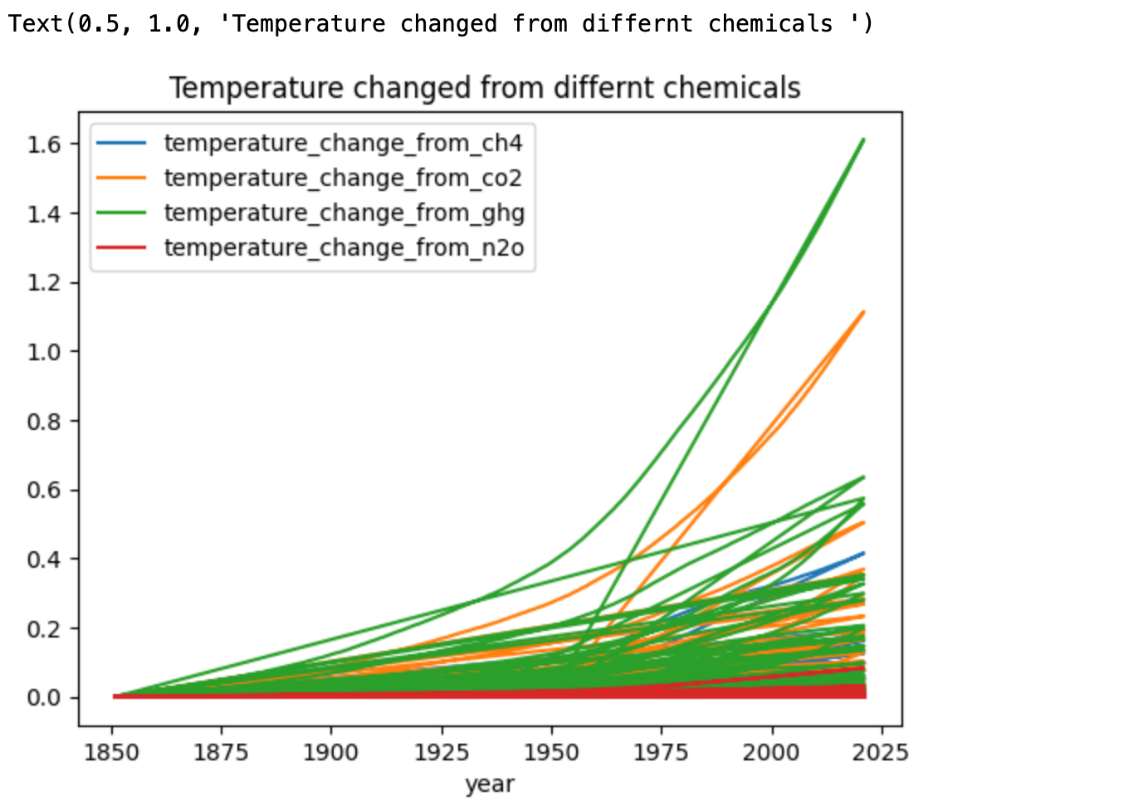 Text(0.5, 1.0, 'Temperature changed from differnt chemicals ')
Temperature changed from differnt chemicals
temperature_change_from_ch4
temperature_change_from_co2
temperature_change_from_ghg
temperature_change_from_n2o
1.6
1.4
1.2
1.0
0.8
0.6
0.4
0.2
0.0
1850 1875 1900 1925 1950 1975 2000 2025
year